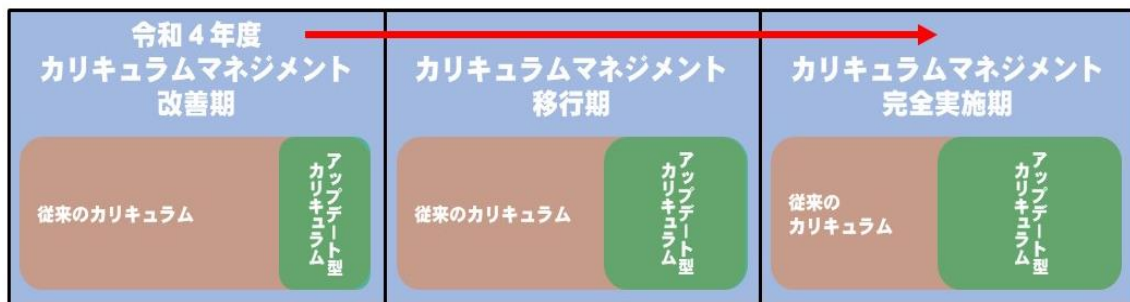 令和４年度
カリキュラムマネジメント
改善期
従来のカリキュラム
アップデート型
カリキュラム
カリキュラムマネジメント
移行期
従来のカリキュラム
アップデート型
カリキュラム
カリキュラムマネジメント
完全実施期
従来の
カリキュラム
アップデート型
カリキュラム